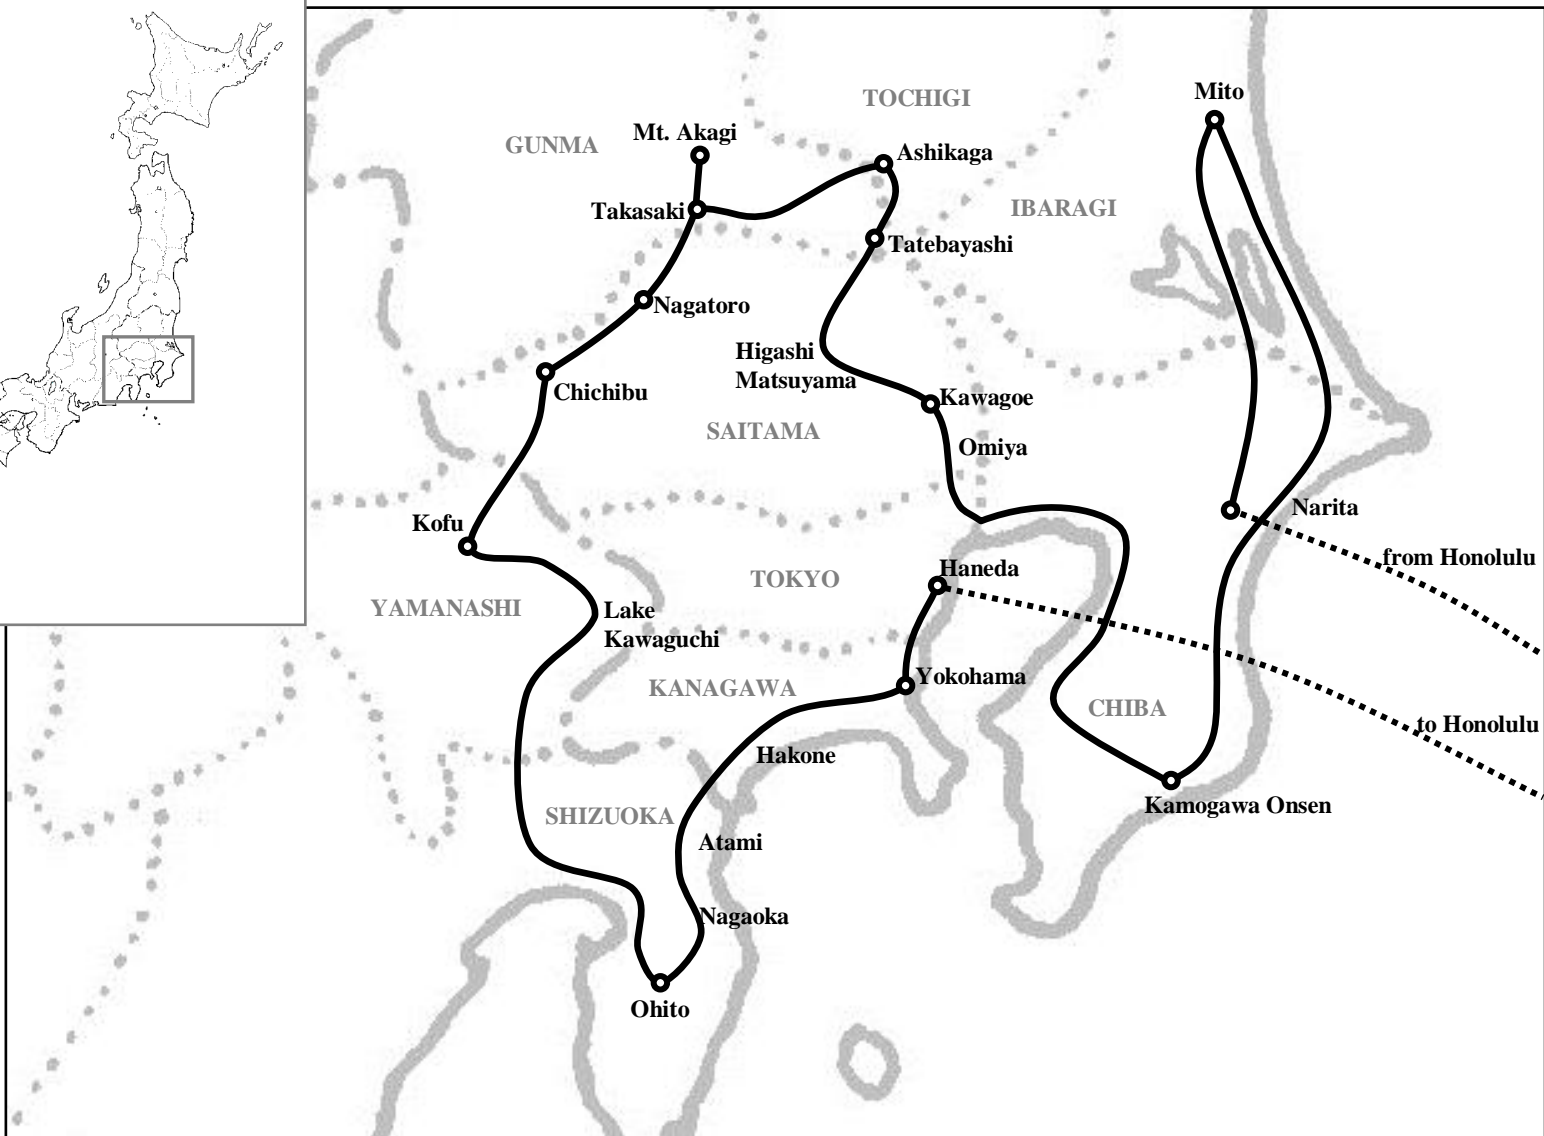 Mito
TOCHIGI
Mt. Akagi
GUNMA
Ashikaga
Takasaki
IBARAGI
Tatebayashi
Nagatoro
Higashi
Matsuyama
Chichibu
Kawagoe
SAITAMA
Omiya
Narita
Kofu
from Honolulu
Haneda
TOKYO
YAMANASHI
Lake
Kawaguchi
Yokohama
KANAGAWA
CHIBA
to Honolulu
Hakone
Kamogawa Onsen
SHIZUOKA
Atami
Nagaoka
Ohito